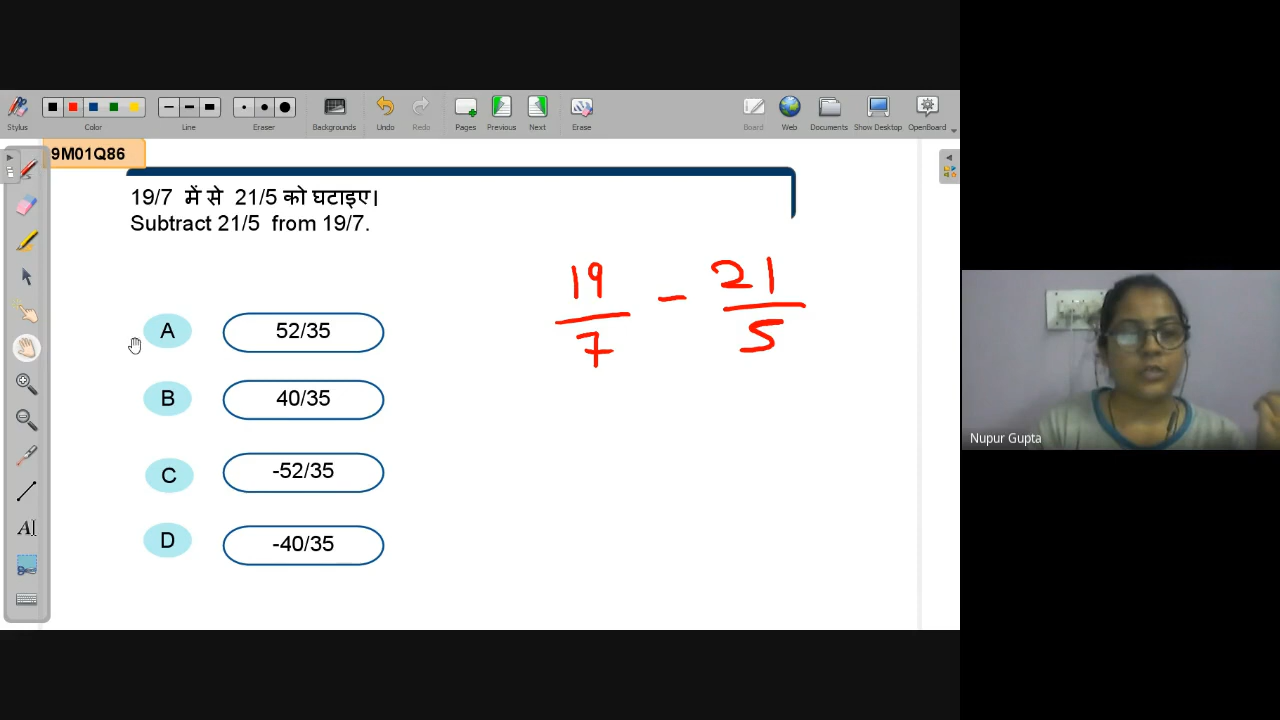 Stylus
Color
Line
Eraser
Backgrounds
Undo
Redo
Pages
Previous
Next
Erase
Board
Web
Documents
Show Desktop
OpenBoard
9M01Q86
19/7 में से 21/5 को घटाइए।
Subtract 21/5 from 19/7.
19/7 - 21/5
A 52/35
B 40/35
C -52/35
D -40/35
AI
Nupur Gupta